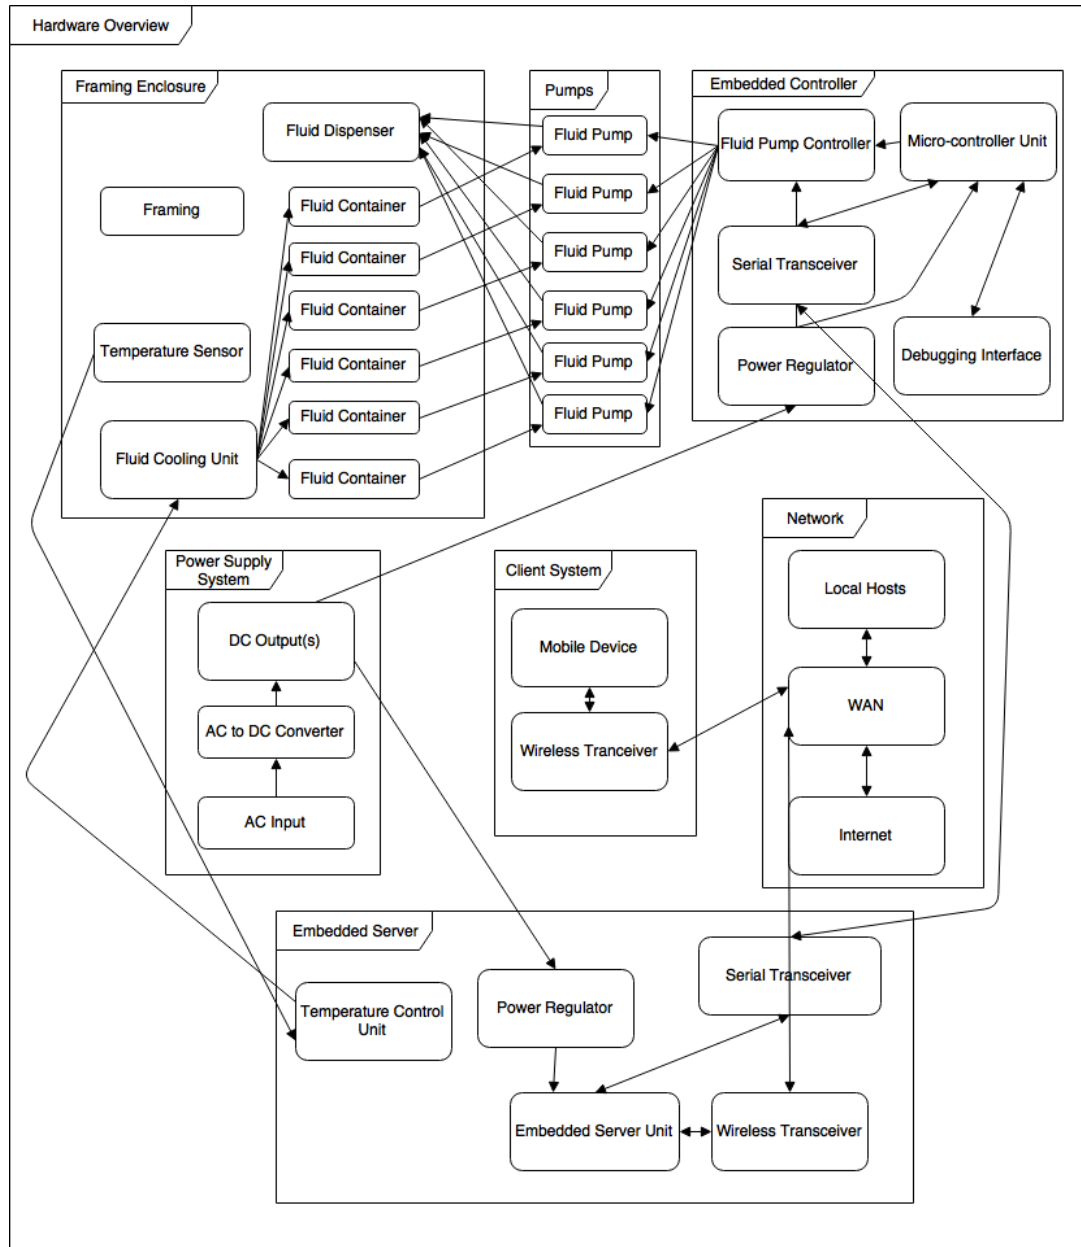 Hardware Overview
Framing Enclosure
Fluid Dispenser
Framing
Fluid Container
Fluid Container
Fluid Container
Fluid Container
Fluid Container
Fluid Container
Temperature Sensor
Fluid Cooling Unit
Pumps
Fluid Pump
Fluid Pump
Fluid Pump
Fluid Pump
Fluid Pump
Fluid Pump
Embedded Controller
Fluid Pump Controller
Micro-controller Unit
Serial Transceiver
Power Regulator
Debugging Interface
Power Supply
System
DC Output(s)
AC to DC Converter
AC Input
Client System
Mobile Device
Wireless Tranceiver
Network
Local Hosts
WAN
Internet
Embedded Server
Temperature Control
Unit
Power Regulator
Serial Transceiver
Embedded Server Unit
Wireless Transceiver